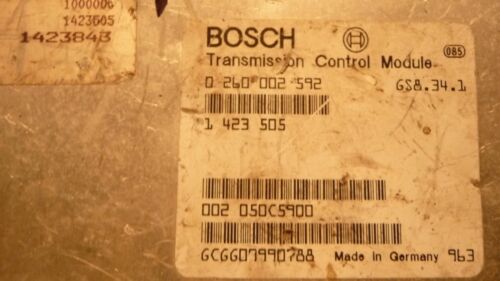 1000006
1423505
1423843
BOSCH
085
Transmission Control Module
0 260 002 592
GS8.34.1
1 423 505
002 050C5900
GCGG07990788
Made in Germany
963